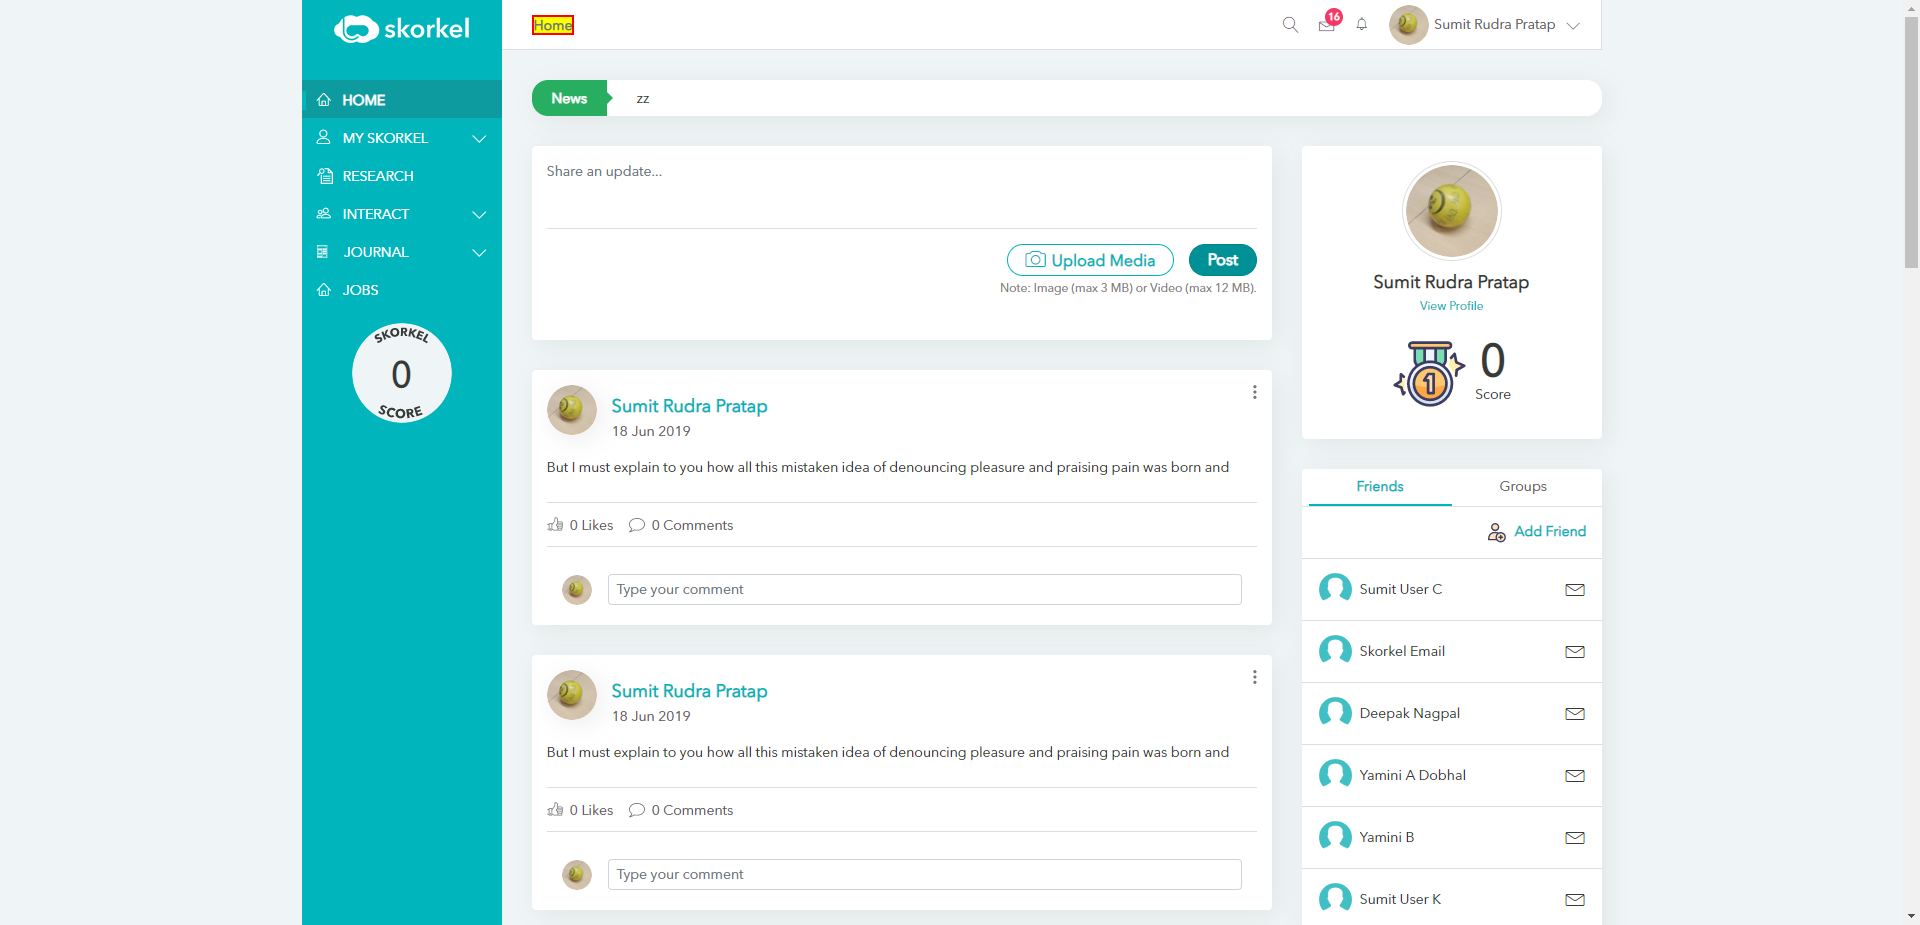 skorkel
Home
16
Sumit Rudra Pratap
HOME
MY SKORKEL
RESEARCH
INTERACT
JOURNAL
JOBS
SKORKEL
0
SCORE
News
zz
Share an update...
Upload Media
Post
Note: Image (max 3 MB) or Video (max 12 MB).
Sumit Rudra Pratap
18 Jun 2019
But I must explain to you how all this mistaken idea of denouncing pleasure and praising pain was born and
0 Likes 0 Comments
Type your comment
Sumit Rudra Pratap
18 Jun 2019
But I must explain to you how all this mistaken idea of denouncing pleasure and praising pain was born and
0 Likes 0 Comments
Type your comment
Sumit Rudra Pratap
View Profile
1
0
Score
Friends Groups
Add Friend
Sumit User C
Skorkel Email
Deepak Nagpal
Yamini A Dobhal
Yamini B
Sumit User K